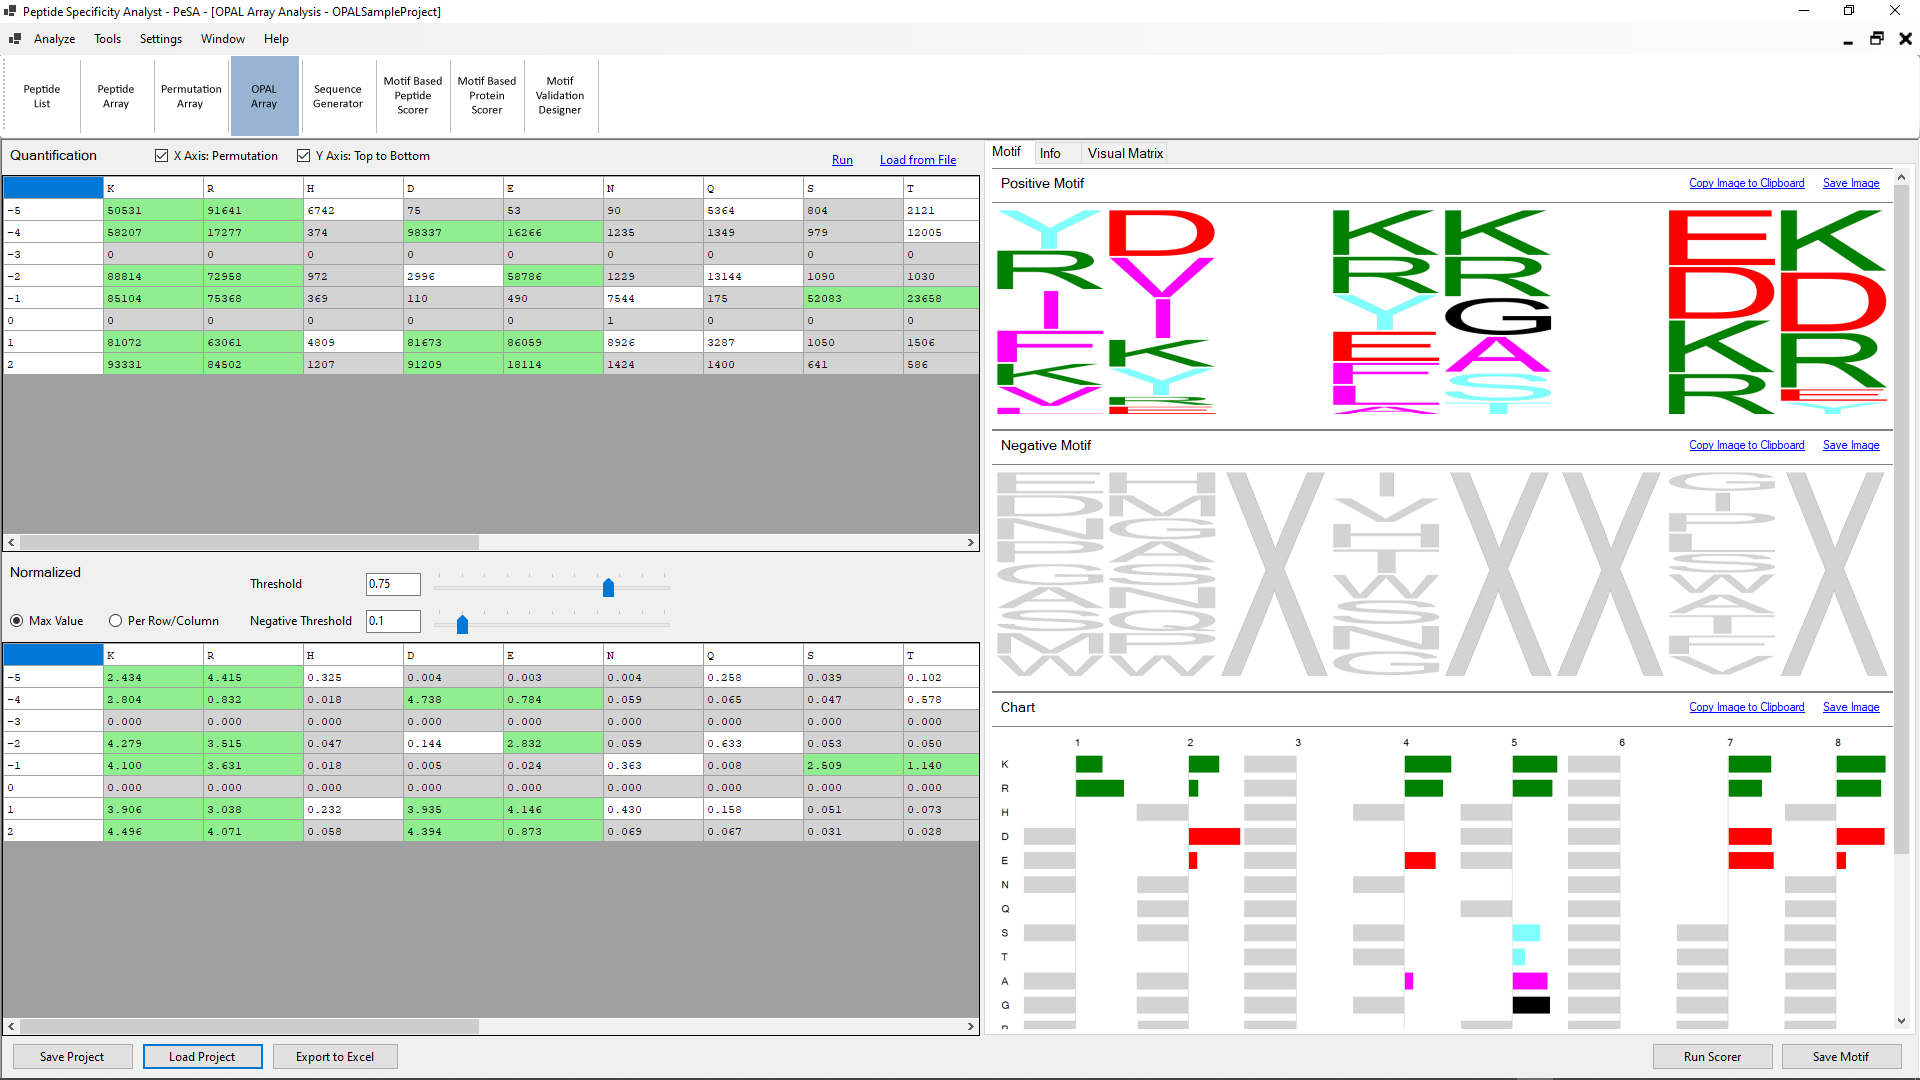 Peptide Specificity Analyst - PeSA - [OPAL Array Analysis - OPALSampleProject]
Analyze Tools Settings Window Help
Peptide List
Peptide Array
Permutation Array
OPAL Array
Sequence Generator
Motif Based Peptide Scorer
Motif Based Protein Scorer
Motif Validation Designer
Quantification X Axis: Permutation Y Axis: Top to Bottom Run Load from File
K R H D E N Q S T
-5 50531 91641 6742 75 53 90 5364 804 2121
-4 58207 17277 374 98337 16266 1235 1349 979 12005
-3 0 0 0 0 0 0 0 0 0
-2 88814 72958 972 2996 58786 1229 13144 1090 1030
-1 85104 75368 369 110 490 7544 175 52083 23658
0 0 0 0 0 0 1 0 0 0
1 81072 63061 4809 81673 86059 8926 3287 1050 1506
2 93331 84502 1207 91209 18114 1424 1400 641 586
Normalized
Threshold 0.75
Max Value Per Row/Column Negative Threshold 0.1
K R H D E N Q S T
-5 2.434 4.415 0.325 0.004 0.003 0.004 0.258 0.039 0.102
-4 2.804 0.832 0.018 4.738 0.784 0.059 0.065 0.047 0.578
-3 0.000 0.000 0.000 0.000 0.000 0.000 0.000 0.000 0.000
-2 4.279 3.515 0.047 0.144 2.832 0.059 0.633 0.053 0.050
-1 4.100 3.631 0.018 0.005 0.024 0.363 0.008 2.509 1.140
0 0.000 0.000 0.000 0.000 0.000 0.000 0.000 0.000 0.000
1 3.906 3.038 0.232 3.935 4.146 0.430 0.158 0.051 0.073
2 4.496 4.071 0.058 4.394 0.873 0.069 0.067 0.031 0.028
Save Project Load Project Export to Excel
Motif Info Visual Matrix
Positive Motif Copy Image to Clipboard Save Image
Y D K K E K
R Y R R D D
I I Y G K R
F K E A R E
K Y F S Y
V R L T
E
Negative Motif Copy Image to Clipboard Save Image
E H X I X X G X
D M V I
N G H P
P A T L
G S W S
A N S W
S Q N A
M P G T
W W V
Chart Copy Image to Clipboard Save Image
1 2 3 4 5 6 7 8
K
R
H
D
E
N
Q
S
T
A
G
Run Scorer Save Motif